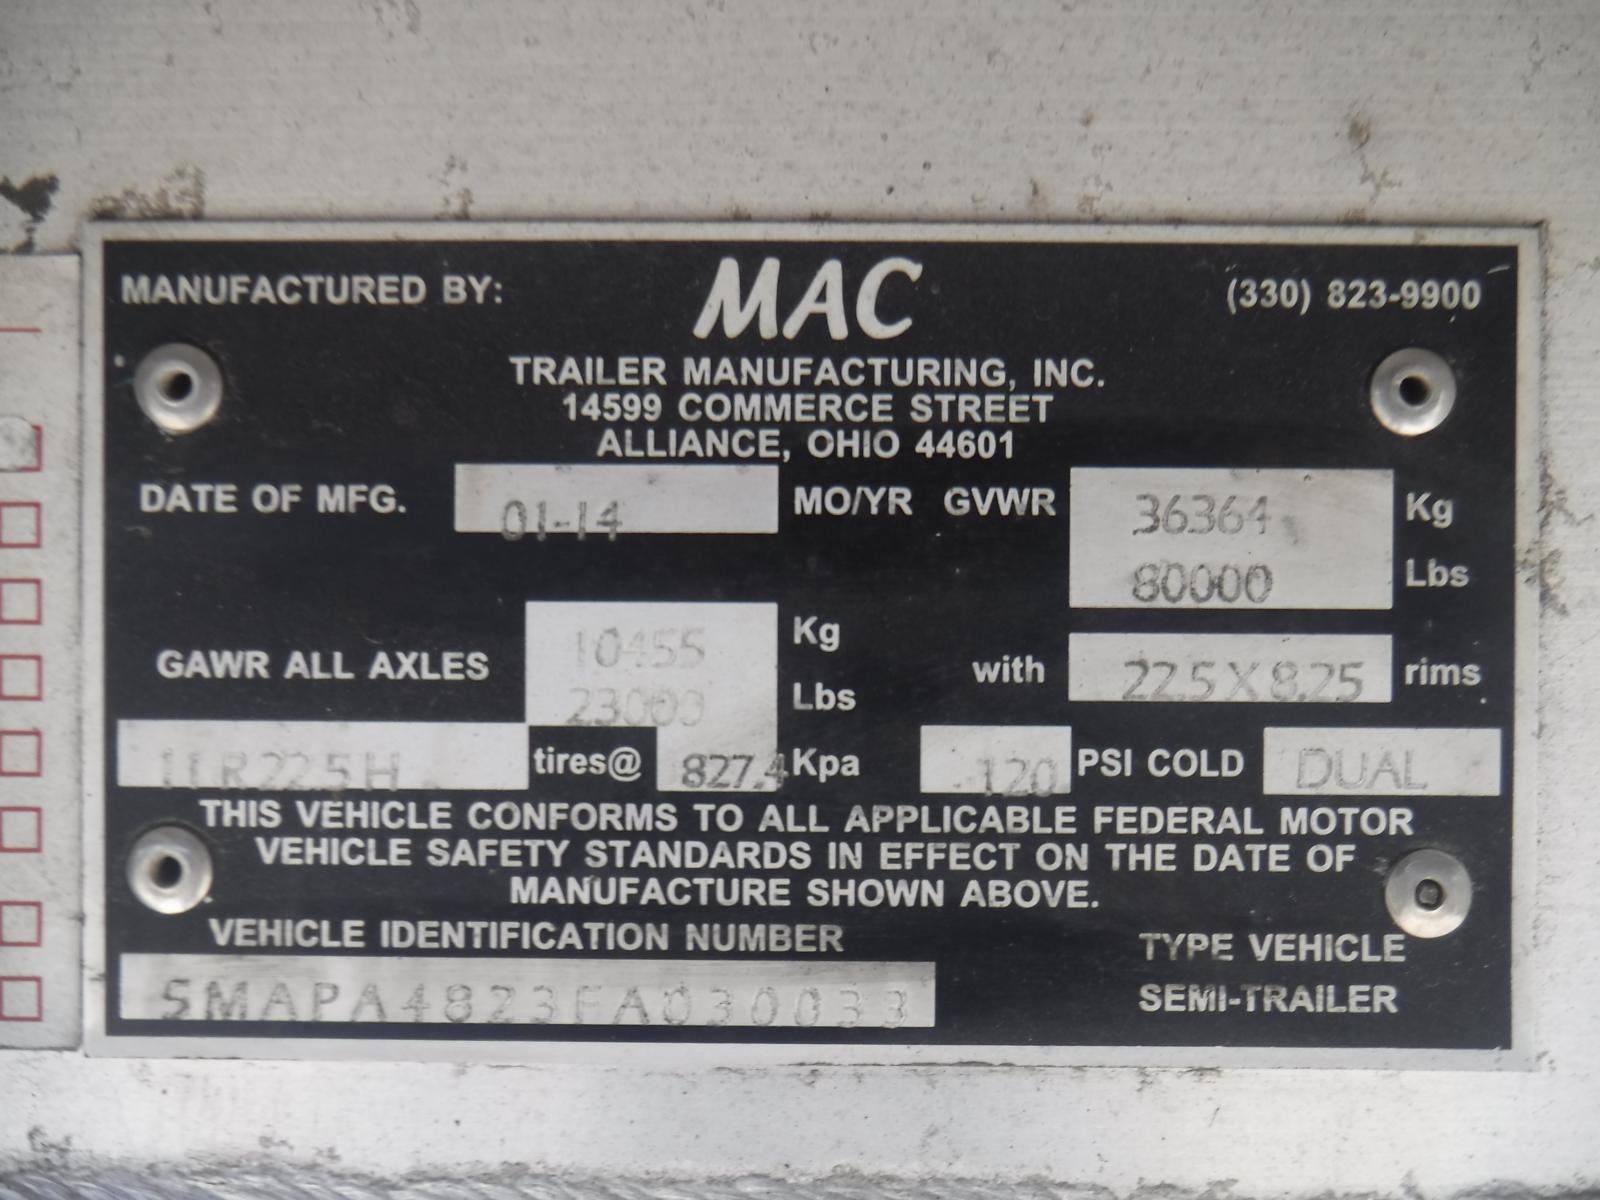 MANUFACTURED BY: MAC (330) 823-9900
TRAILER MANUFACTURING, INC.
14599 COMMERCE STREET
ALLIANCE, OHIO 44601
DATE OF MFG. 01-14 MO/YR GVWR 36364 Kg
80000 Lbs
GAWR ALL AXLES 10455 Kg
23000 Lbs
with 22.5X8.25 rims
11R22.5H tires@ 827.4 Kpa 120 PSI COLD DUAL
THIS VEHICLE CONFORMS TO ALL APPLICABLE FEDERAL MOTOR
VEHICLE SAFETY STANDARDS IN EFFECT ON THE DATE OF
MANUFACTURE SHOWN ABOVE.
VEHICLE IDENTIFICATION NUMBER
5MAPA4823FA030033
TYPE VEHICLE
SEMI-TRAILER